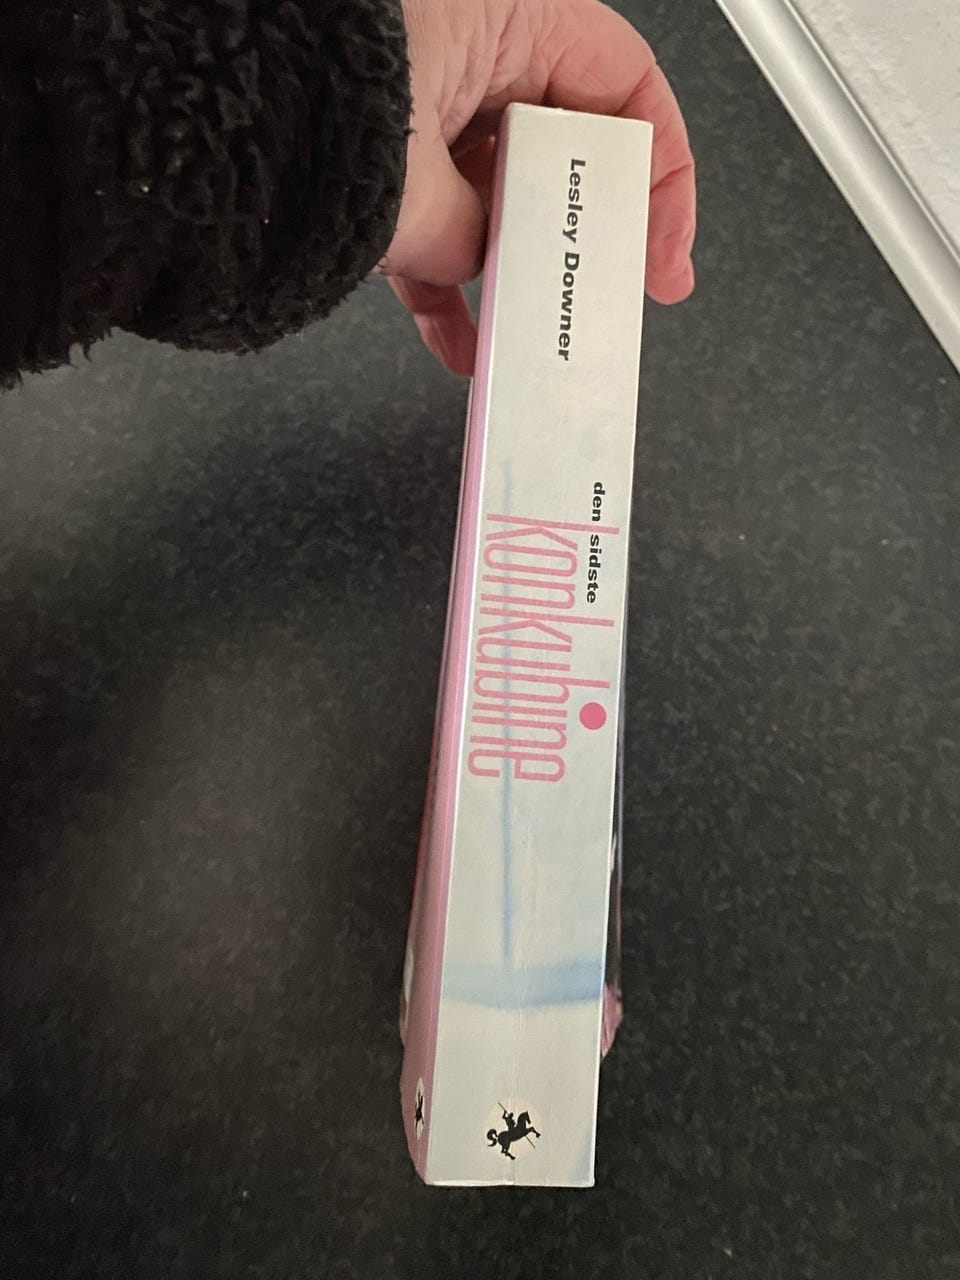 Lesley Downer
den sidste
konkubine